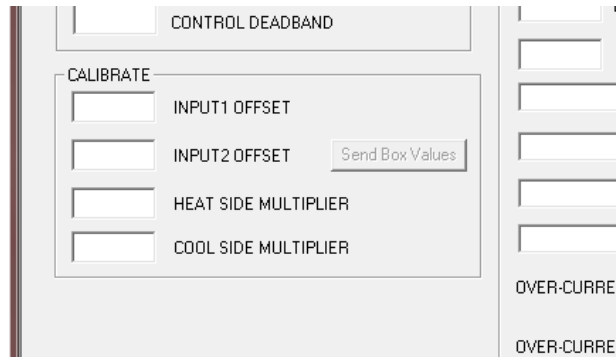 CONTROL DEADBAND
CALIBRATE
INPUT1 OFFSET
INPUT2 OFFSET Send Box Values
HEAT SIDE MULTIPLIER
COOL SIDE MULTIPLIER
OVER-CURRE
OVER-CURRE